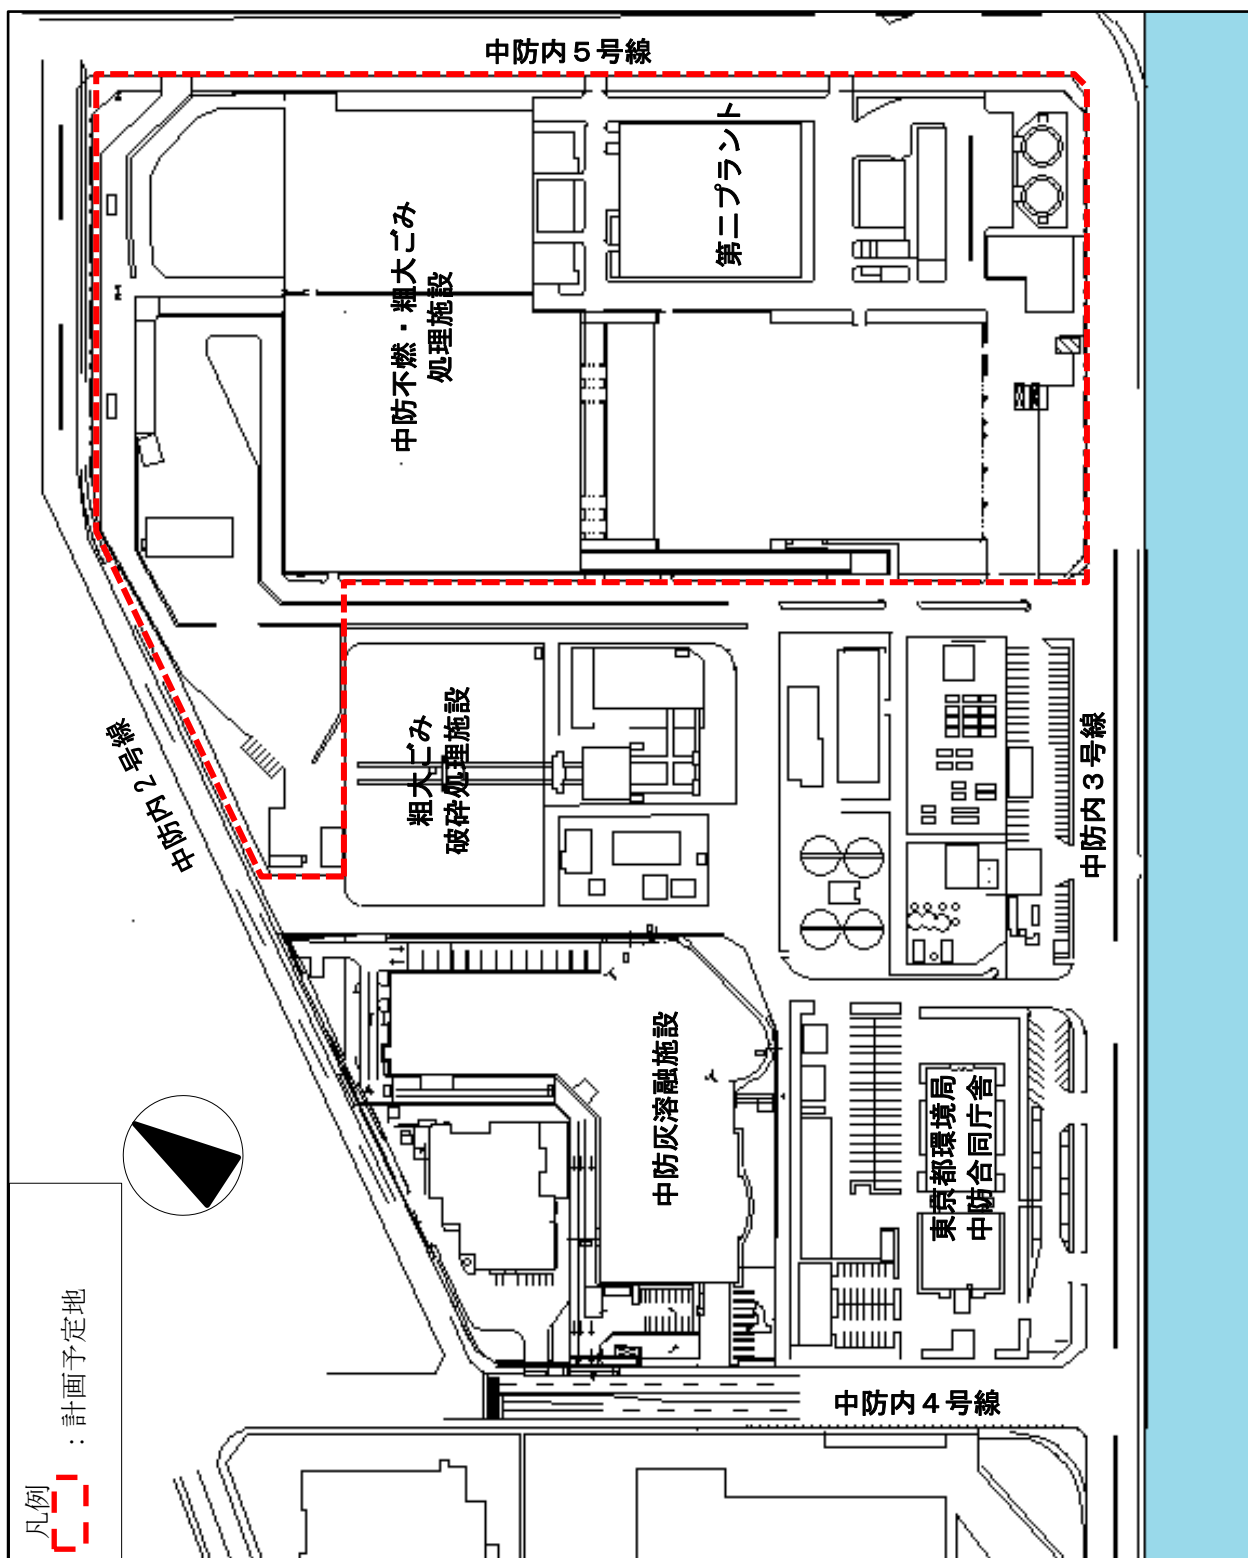 中防内５号線
第二プラント
中防不燃・粗大ごみ
処理施設
中防内２号線
粗大ごみ
破砕処理施設
中防内３号線
中防灰溶融施設
東京都環境局
中防合同庁舎
中防内４号線
凡例
：計画予定地